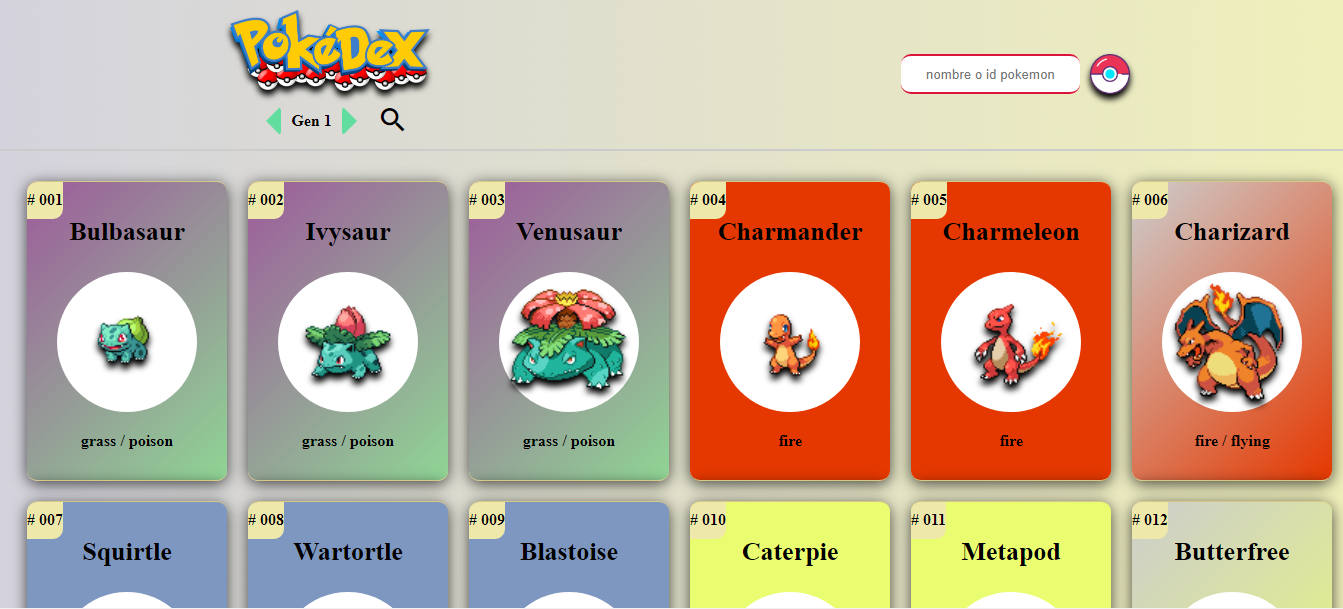 PokéDex
nombre o id pokemon
Gen 1
# 001
Bulbasaur
grass / poison
# 002
Ivysaur
grass / poison
# 003
Venusaur
grass / poison
# 004
Charmander
fire
# 005
Charmeleon
fire
# 006
Charizard
fire / flying
# 007
Squirtle
# 008
Wartortle
# 009
Blastoise
# 010
Caterpie
# 011
Metapod
# 012
Butterfree